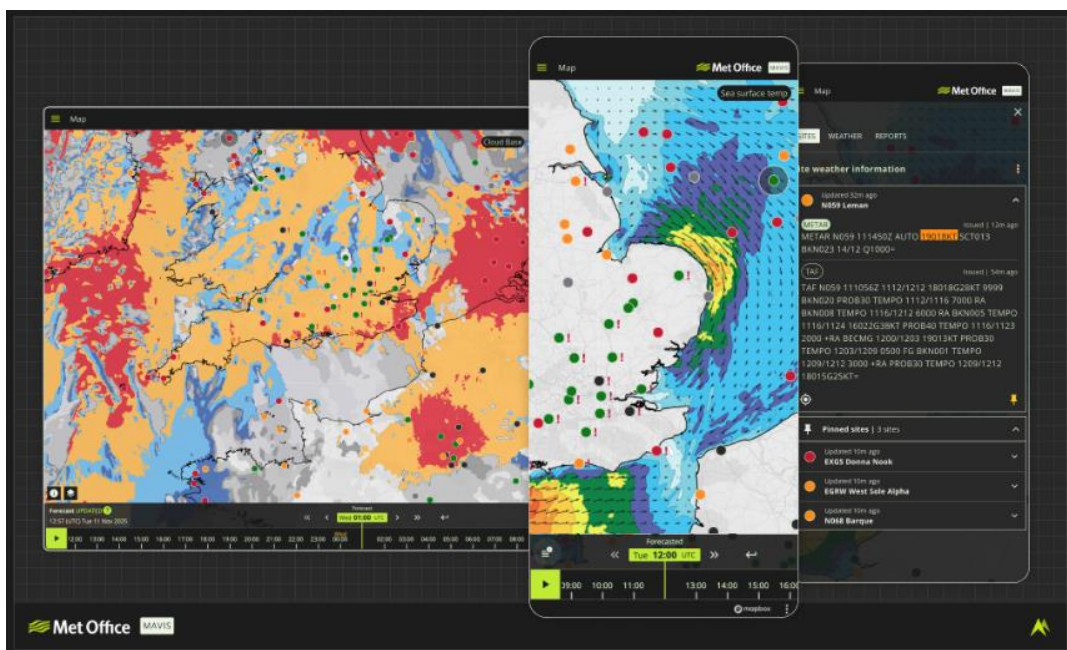 Map
Cloud Base
Forecast UPDATED
12:57 (UTC) Tue 11 Nov 2025
Forecast
Wed 01:00 UTC
Wed
12:00 13:00 14:00 15:00 16:00 17:00 18:00 19:00 20:00 21:00 22:00 23:00 00:00 02:00 03:00 04:00 05:00 06:00 07:00 08:00
Met Office MAVIS
Map
Met Office MAVIS
Sea surface temp
Forecasted
Tue 12:00 UTC
09:00 10:00 11:00 13:00 14:00 15:00 16:0
mapbox
Map
Met Office MAVIS
SITES WEATHER REPORTS
ite weather information
Updated 32m ago
N059 Leman
METAR
Issued | 13m ago
METAR N059 111450Z AUTO 19018KT SCT013
BKN023 14/12 Q1000=
TAF
Issued | 54m ago
TAF N059 111056Z 1112/1212 18018G28KT 9999
BKN020 PROB30 TEMPO 1112/1116 7000 RA
BKN008 TEMPO 1116/1212 6000 RA BKN005 TEMPO
1116/1124 16022G38KT PROB40 TEMPO 1116/1123
2000 +RA BECMG 1200/1203 19013KT PROB30
TEMPO 1203/1209 0500 FG BKN001 TEMPO
1209/1212 3000 +RA PROB30 TEMPO 1209/1212
18015G25KT=
Pinned sites | 3 sites
Updated 10m ago
EXGS Donna Nook
Updated 10m ago
EGRW West Sole Alpha
Updated 10m ago
N068 Barque